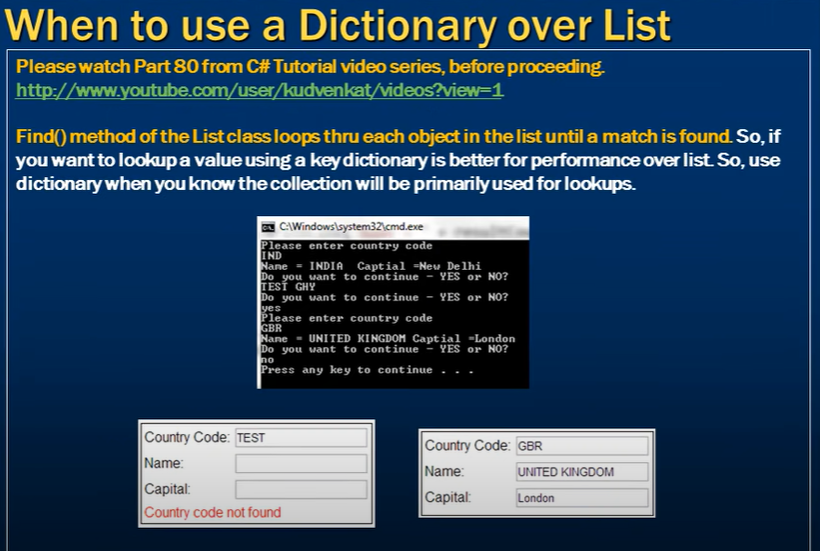 When to use a Dictionary over List
Please watch Part 80 from C# Tutorial video series, before proceeding.
http://www.youtube.com/user/kudvenkat/videos?view=1
Find() method of the List class loops thru each object in the list until a match is found. So, if
you want to lookup a value using a key dictionary is better for performance over list. So, use
dictionary when you know the collection will be primarily used for lookups.
C:\Windows\system32\cmd.exe
Please enter country code
IND
Name = INDIA Captial =New Delhi
Do you want to continue - YES or NO?
TEST GHY
Do you want to continue - YES or NO?
yes
Please enter country code
GBR
Name = UNITED KINGDOM Captial =London
Do you want to continue - YES or NO?
no
Press any key to continue . . .
Country Code: TEST
Name:
Capital:
Country code not found
Country Code: GBR
Name: UNITED KINGDOM
Capital: London